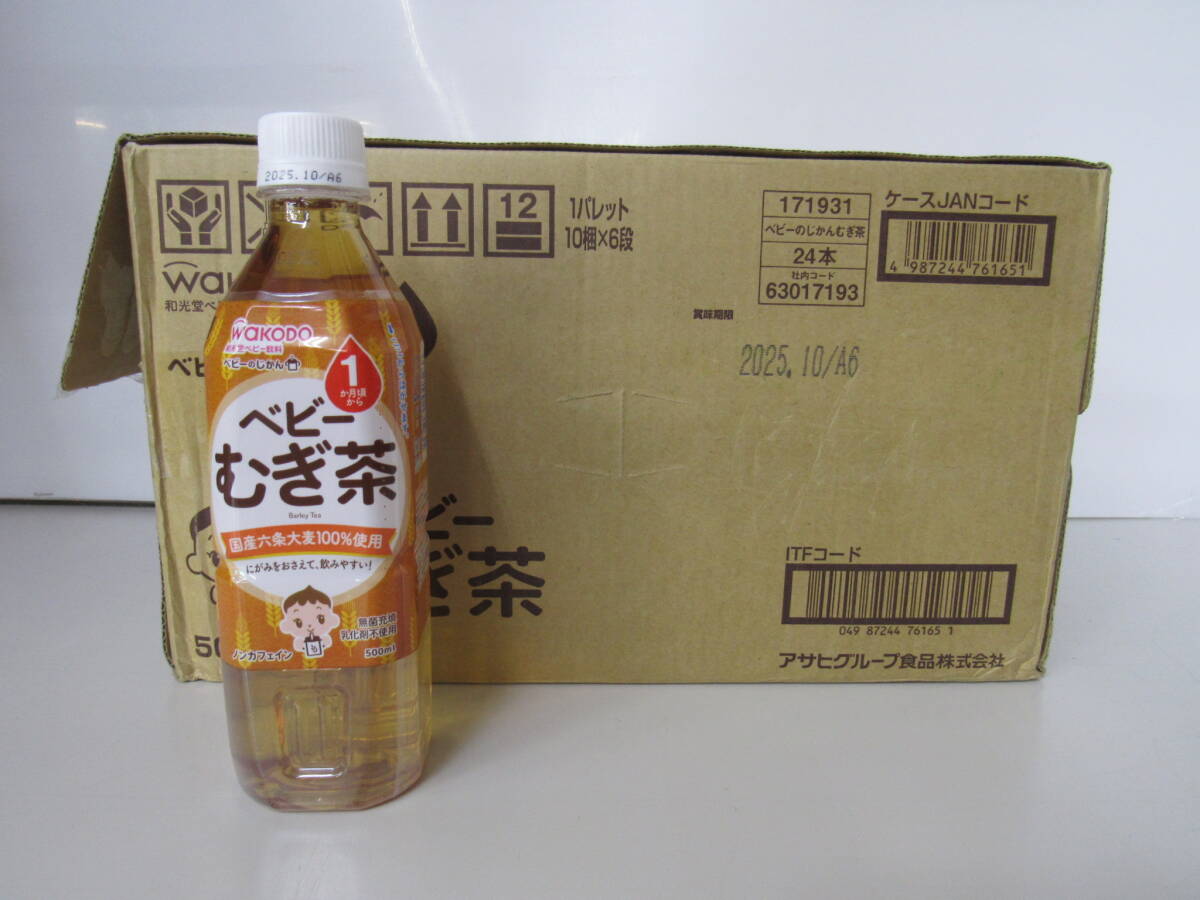 2025.10/A6
WAKODO
ベビーのじかん
1
か月頃
から
ベビー
むぎ茶
Barley Tea
国産六条大麦100%使用
にがみをおさえて、飲みやすい!
無菌充填
乳化剤不使用
500ml
ノンカフェイン
12
1パレット
10梱×6段
171931
ベビーのじかんむぎ茶
24本
社内コード
63017193
ケースJANコード
4 987244 761651
賞味期限
2025.10/A6
ITFコード
049 87244 76165 1
アサヒグループ食品株式会社